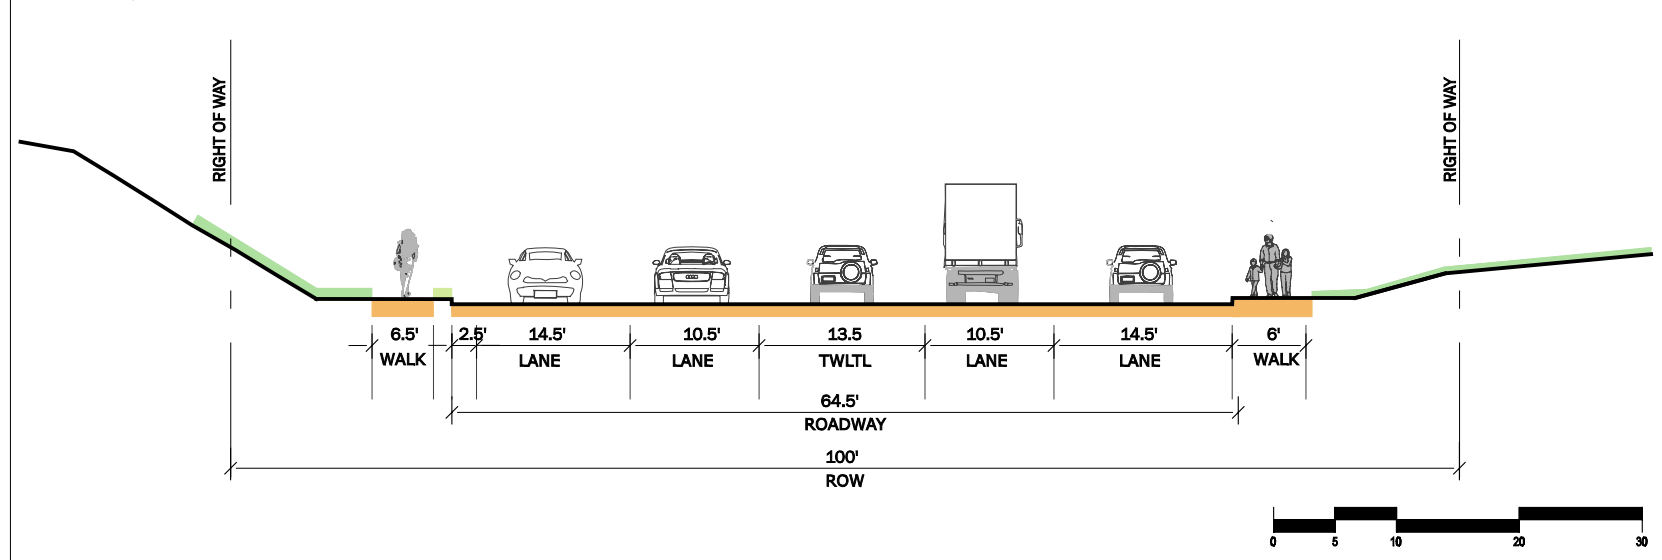 RIGHT OF WAY
RIGHT OF WAY
6.5' 2.5' 14.5' 10.5' 13.5 10.5' 14.5' 6'
WALK LANE LANE TWLTL LANE LANE WALK
64.5'
ROADWAY
100'
ROW
0 5 10 20 30